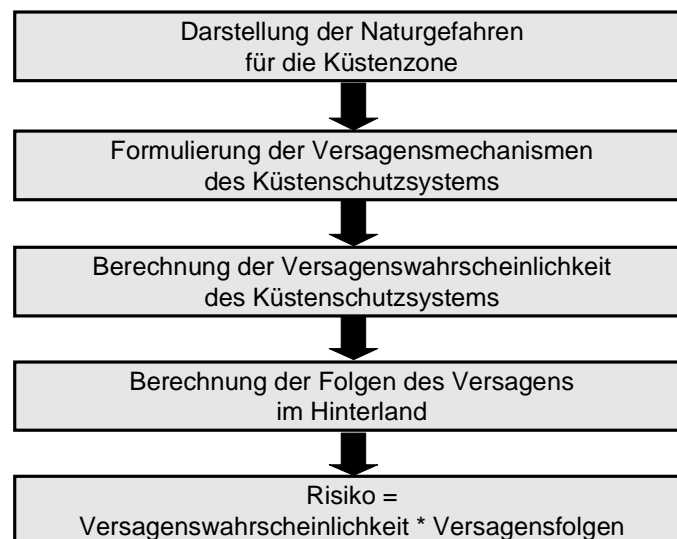 Darstellung der Naturgefahren
für die Küstenzone
Formulierung der Versagensmechanismen
des Küstenschutzsystems
Berechnung der Versagenswahrscheinlichkeit
des Küstenschutzsystems
Berechnung der Folgen des Versagens
im Hinterland
Risiko =
Versagenswahrscheinlichkeit * Versagensfolgen